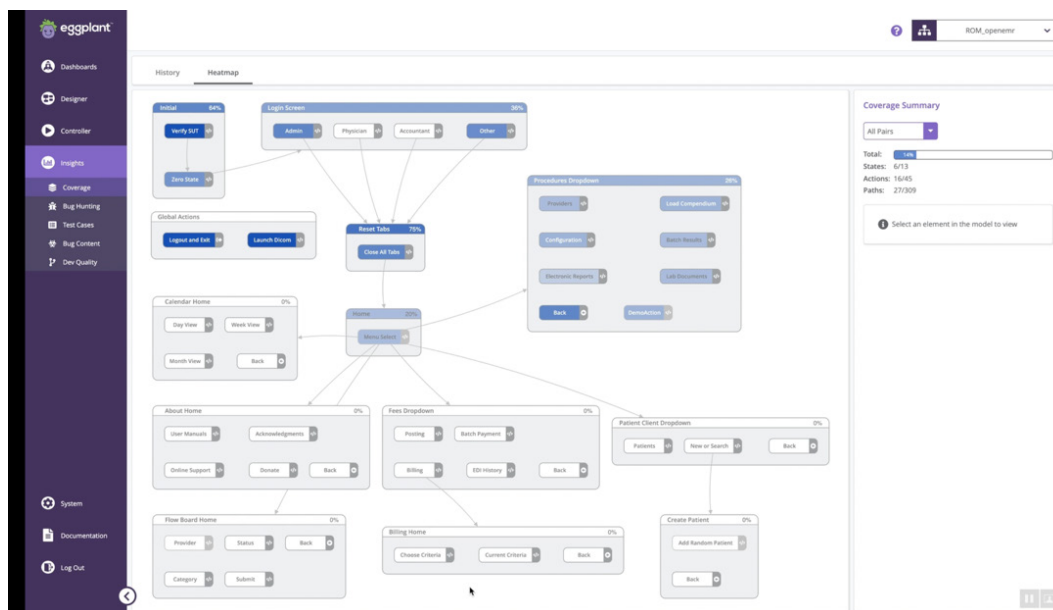 eggplant
ROM_openemr
Dashboards
Designer
Controller
Insights
Coverage
Bug Hunting
Test Cases
Bug Content
Dev Quality
System
Documentation
Log Out
History
Heatmap
Initial 84%
Verify SUT
Zero State
Login Screen 36%
Admin
Physician
Accountant
Other
Global Actions
Logout and Exit
Launch Dicom
Reset Tabs 75%
Close All Tabs
Procedures Dropdown
Providers
Load Compendium
Configuration
Batch Results
Electronic Reports
Lab Documents
Back
DemoAction
Calendar Home 0%
Day View
Week View
Month View
Back
Home 20%
Menu Select
About Home 0%
User Manuals
Acknowledgments
Online Support
Donate
Back
Fees Dropdown 0%
Posting
Batch Payment
Billing
EDI History
Back
Patient Client Dropdown 0%
Patients
New or Search
Back
Flow Board Home 0%
Provider
Status
Back
Category
Submit
Billing Home 0%
Choose Criteria
Current Criteria
Back
Create Patient 0%
Add Random Patient
Back
Coverage Summary
All Pairs
Total: 14%
States: 6/13
Actions: 16/45
Paths: 27/309
Select an element in the model to view